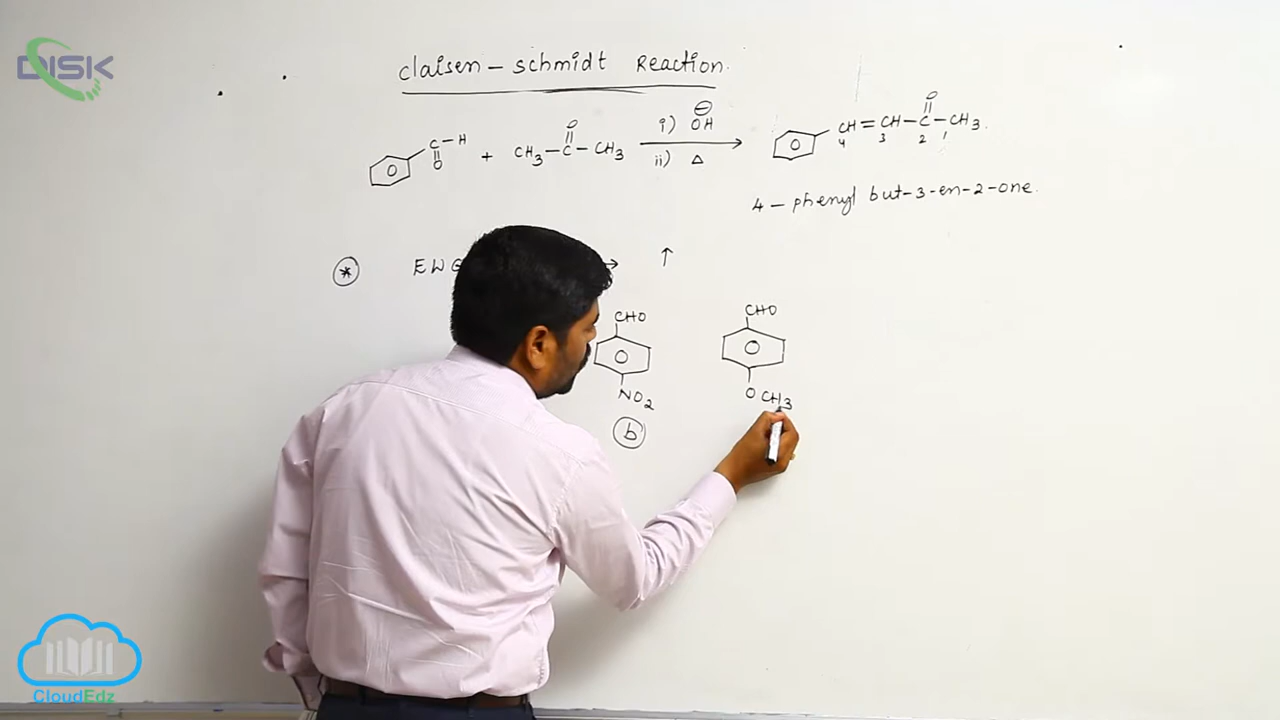 DISK
Claisen - Schmidt Reaction.
C - H
O
+ CH3 - C - CH3
O
i) OH ⊖
ii) Δ
CH = CH - C - CH3.
O
4 3 2 1
4 - phenyl but-3-en-2-one.
* EWG → ↑
CHO CHO
NO2 OCH3
b
CloudEdz